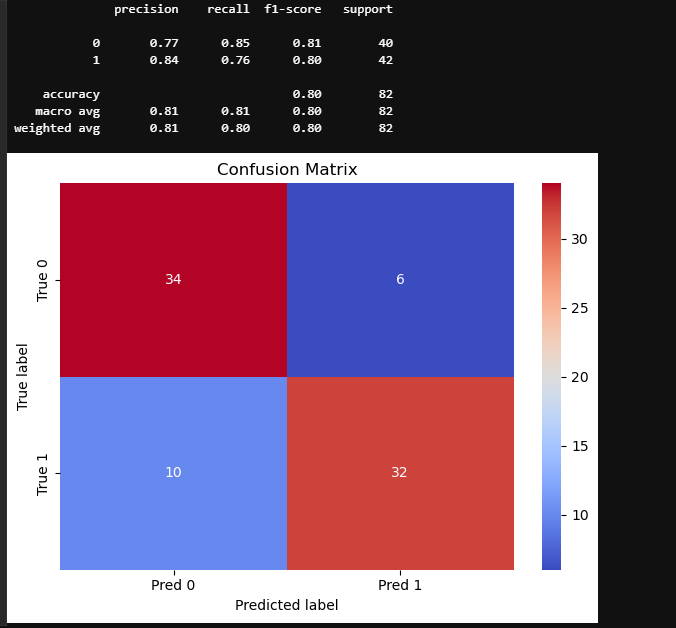 precision recall f1-score support
0 0.77 0.85 0.81 40
1 0.84 0.76 0.80 42
accuracy 0.80 82
macro avg 0.81 0.81 0.80 82
weighted avg 0.81 0.80 0.80 82
Confusion Matrix
True label
True 0
True 1
34 6
10 32
Pred 0 Pred 1
Predicted label
30
25
20
15
10